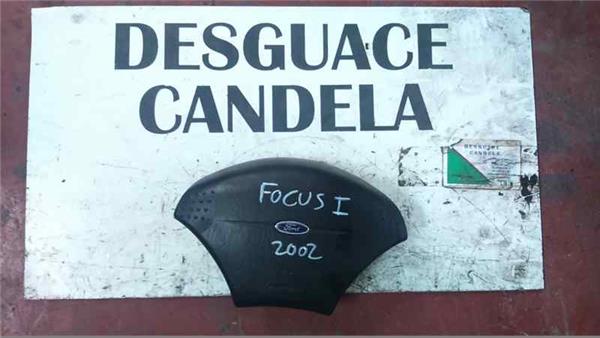 DESGUACE
CANDELA
DESGUACE
CANDELA
FOCUS I
Ford
2002